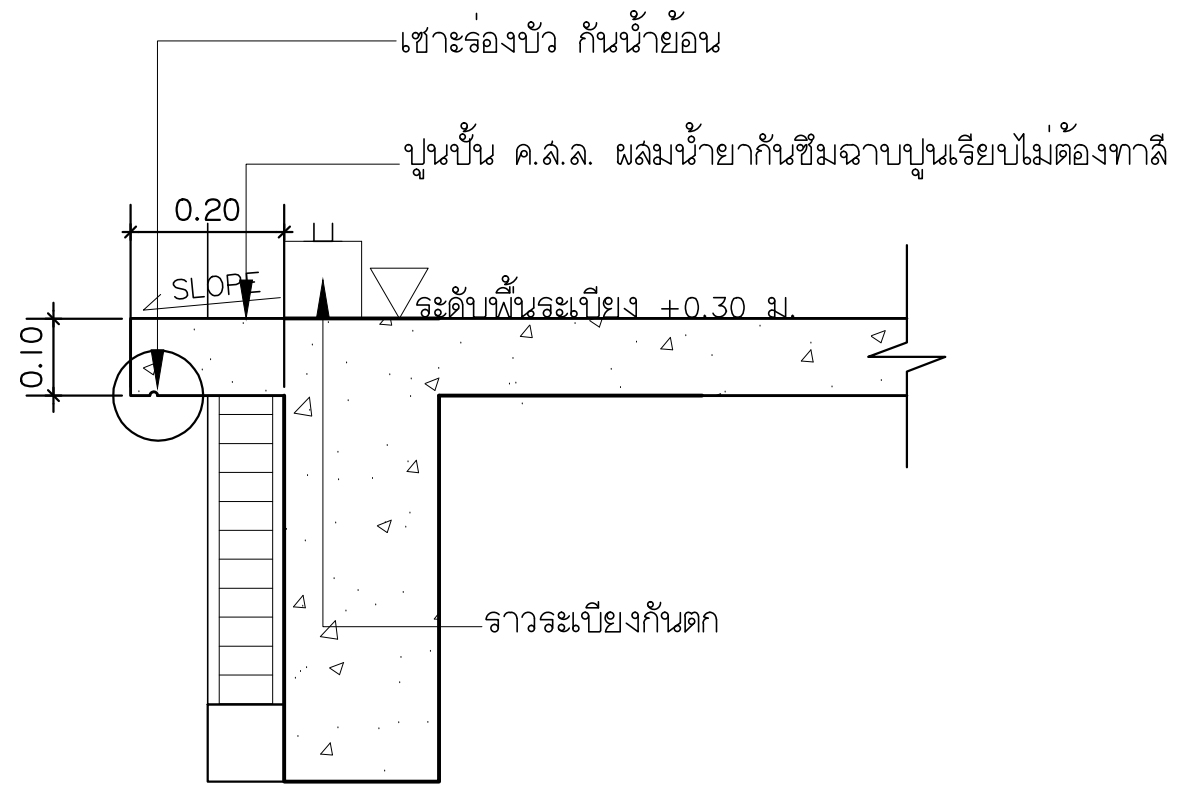 เซาะร่องบัว กันน้ำย้อน
ปูนปั้น ค.ส.ล. ผสมน้ำยากันซึมฉาบปูนเรียบไม่ต้องทาสี
0.20
SLOPE
ระดับพื้นระเบียง +0.30 ม.
0.10
ราวระเบียงกันตก